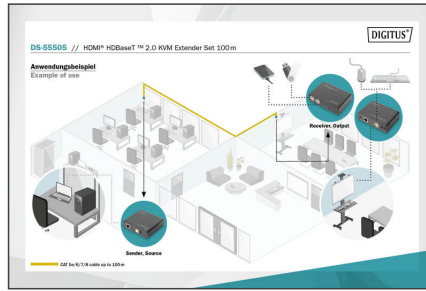 DIGITUS®
DS-55505 // HDMI® HDBaseT ™ 2.0 KVM Extender Set 100 m
Anwendungsbeispiel
Example of use
Receiver, Output
Sender, Source
CAT 5e/6/7/8 cable up to 100 m